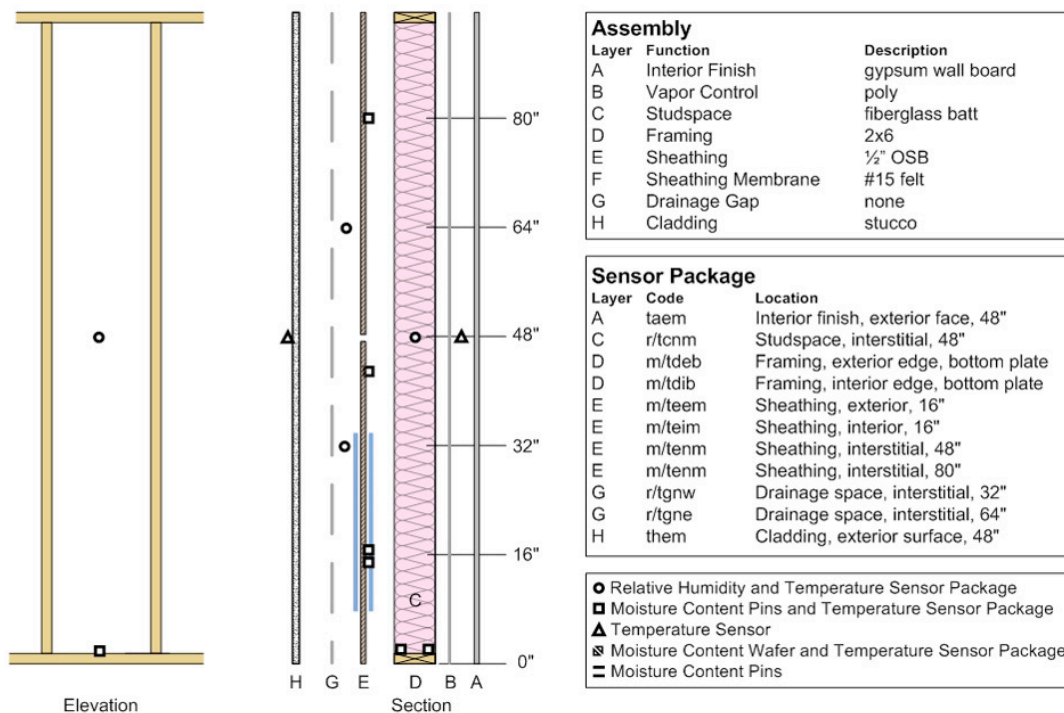 80"
64"
48"
32"
16"
0"
C
H G E D B A
Elevation
Section
Assembly
Layer Function Description
A Interior Finish gypsum wall board
B Vapor Control poly
C Studspace fiberglass batt
D Framing 2x6
E Sheathing ½" OSB
F Sheathing Membrane #15 felt
G Drainage Gap none
H Cladding stucco
Sensor Package
Layer Code Location
A taem Interior finish, exterior face, 48"
C r/tcnm Studspace, interstitial, 48"
D m/tdeb Framing, exterior edge, bottom plate
D m/tdib Framing, interior edge, bottom plate
E m/teem Sheathing, exterior, 16"
E m/teim Sheathing, interior, 16"
E m/tenm Sheathing, interstitial, 48"
E m/tenm Sheathing, interstitial, 80"
G r/tgnw Drainage space, interstitial, 32"
G r/tgne Drainage space, interstitial, 64"
H them Cladding, exterior surface, 48"
Relative Humidity and Temperature Sensor Package
Moisture Content Pins and Temperature Sensor Package
Temperature Sensor
Moisture Content Wafer and Temperature Sensor Package
Moisture Content Pins